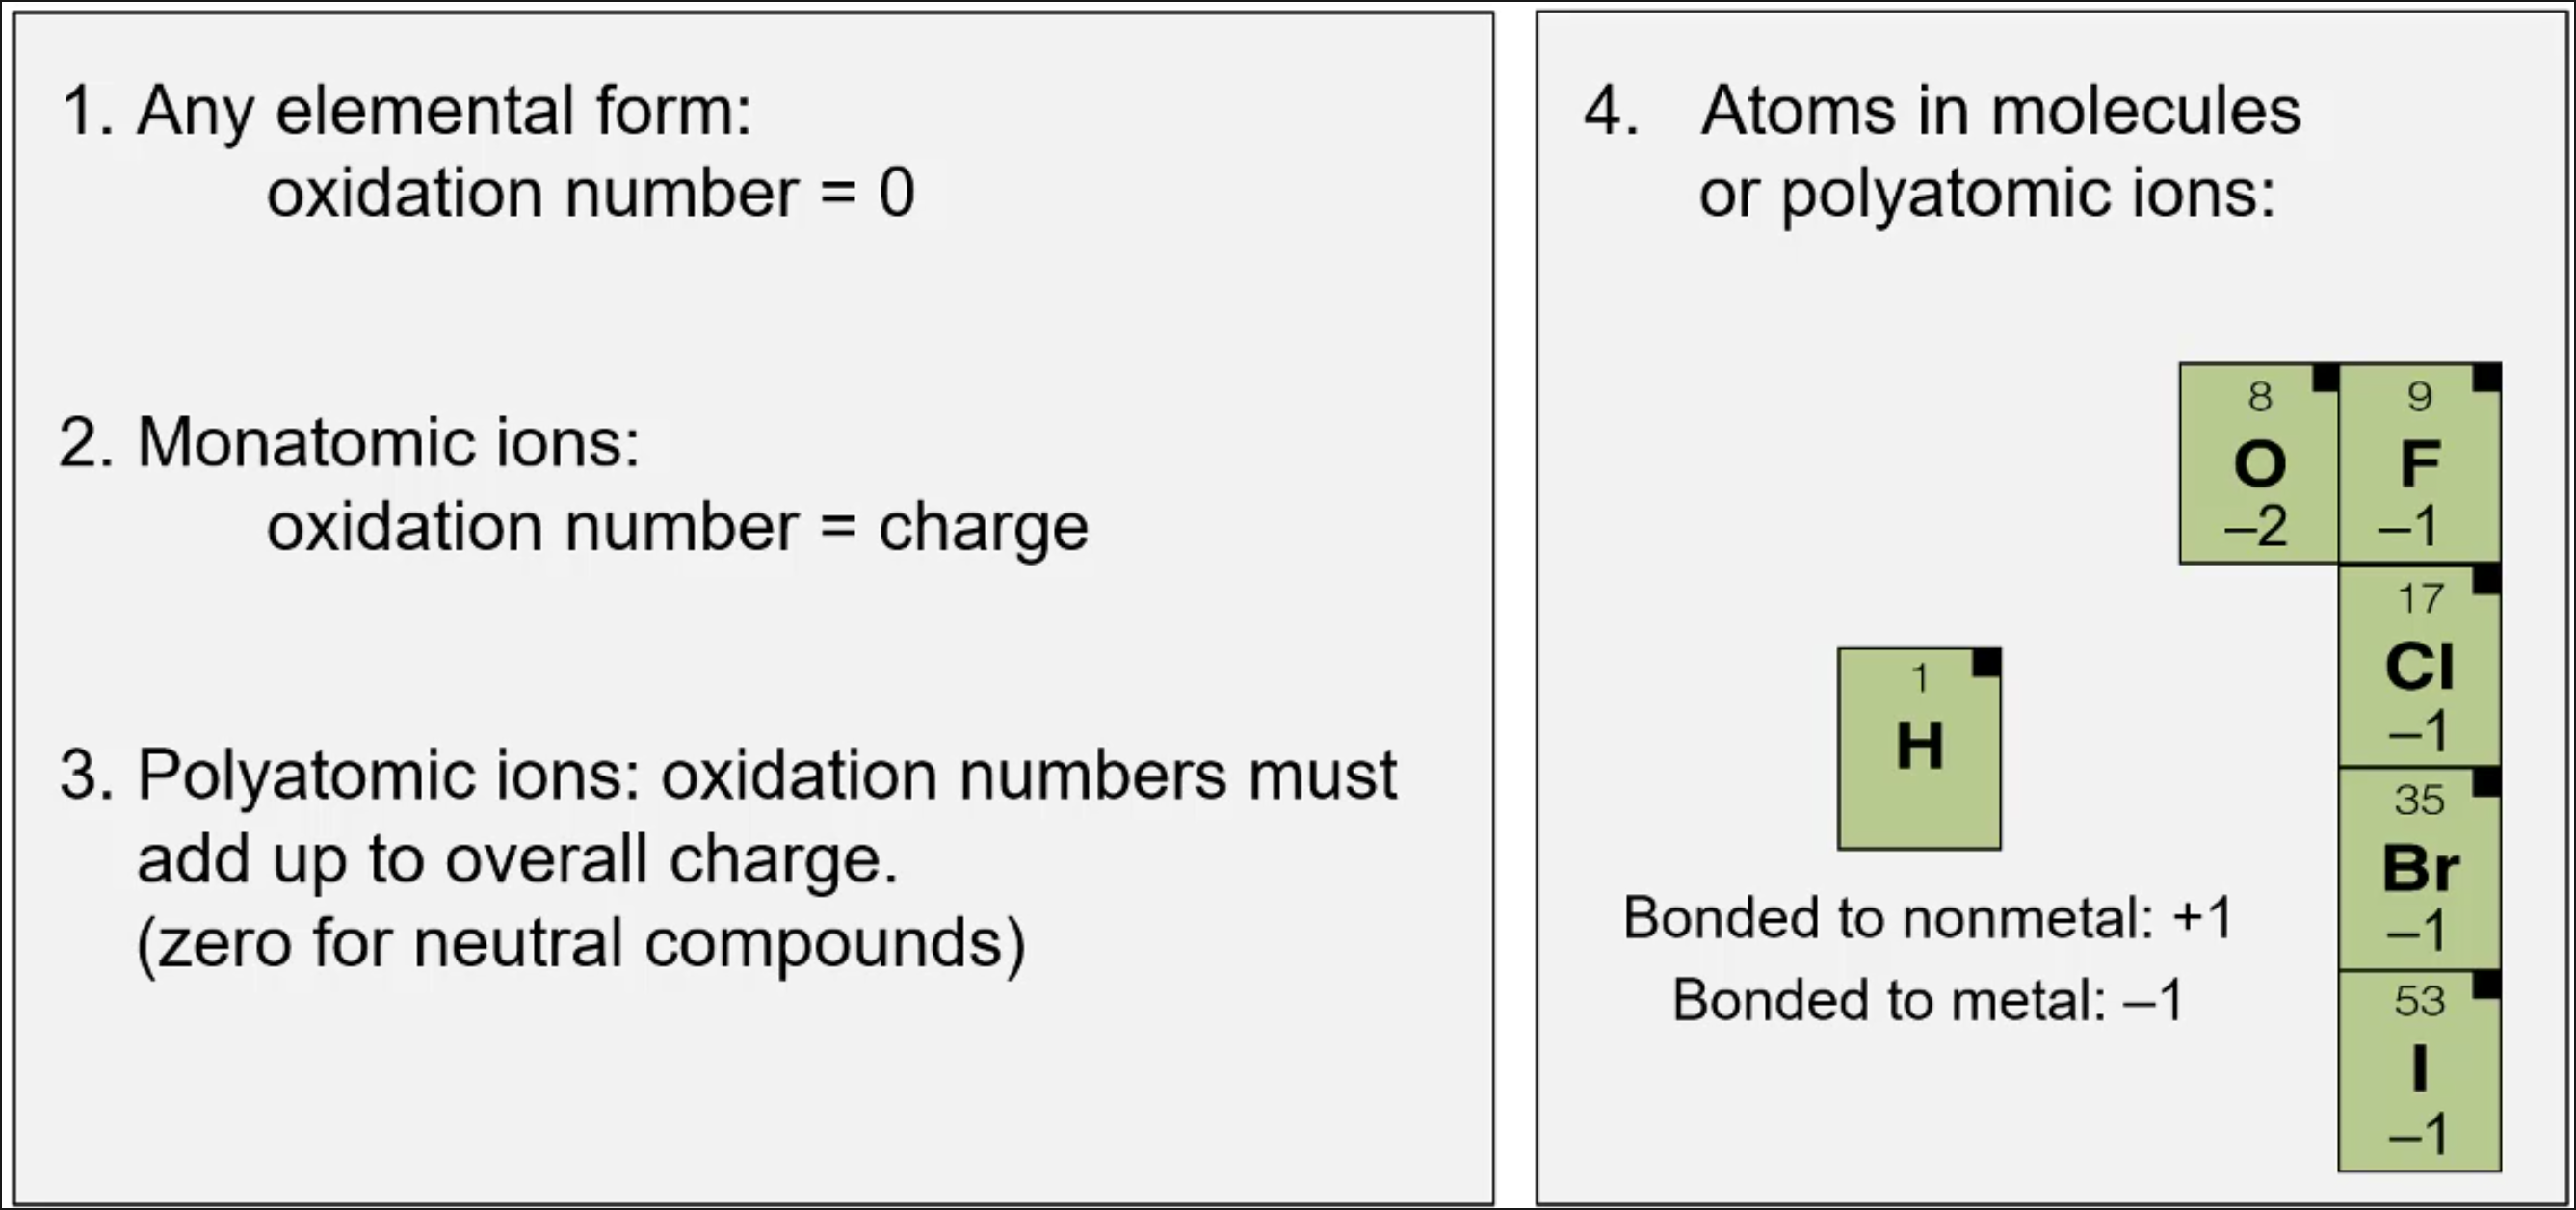 1. Any elemental form:
oxidation number = 0
2. Monatomic ions:
oxidation number = charge
3. Polyatomic ions: oxidation numbers must
add up to overall charge.
(zero for neutral compounds)
4. Atoms in molecules
or polyatomic ions:
1
H
Bonded to nonmetal: +1
Bonded to metal: –1
8
O
–2
9
F
–1
17
Cl
–1
35
Br
–1
53
I
–1